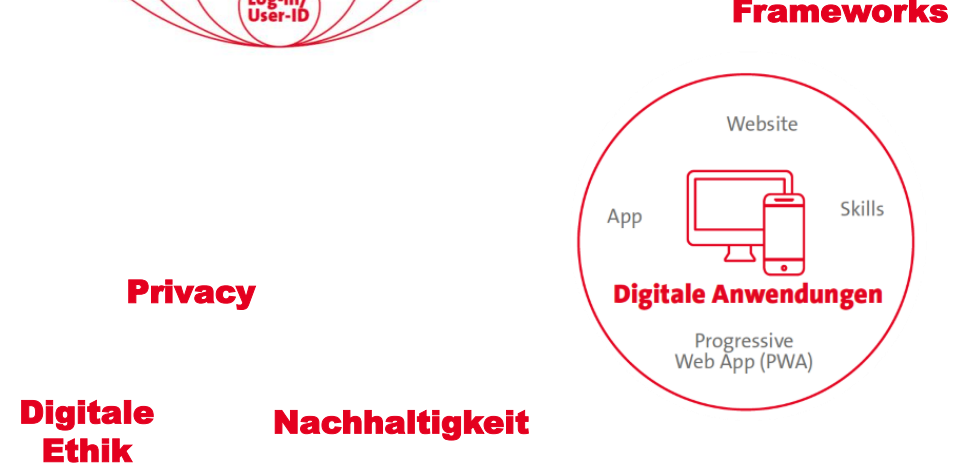 Log-in/
User-ID
Frameworks
Website
App
Skills
Digitale Anwendungen
Progressive
Web App (PWA)
Privacy
Digitale
Ethik
Nachhaltigkeit